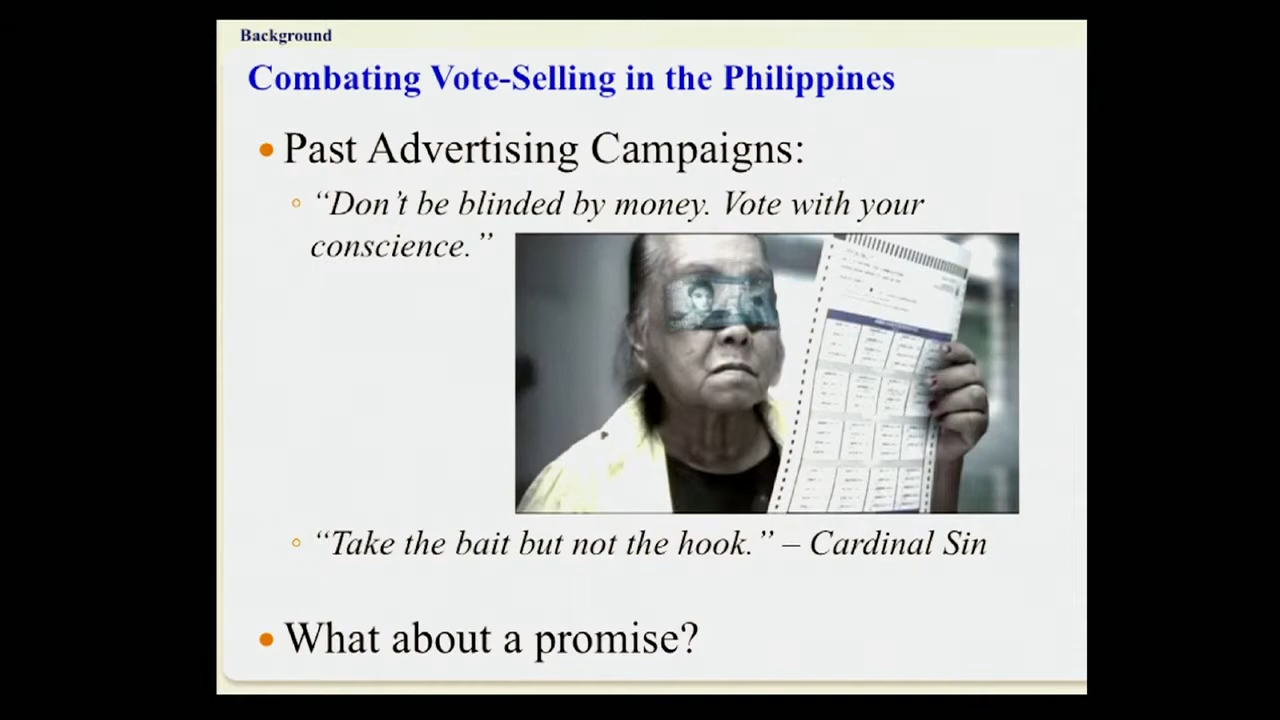 Background
Combating Vote-Selling in the Philippines
• Past Advertising Campaigns:
◦ “Don’t be blinded by money. Vote with your
conscience.”
◦ “Take the bait but not the hook.” – Cardinal Sin
• What about a promise?